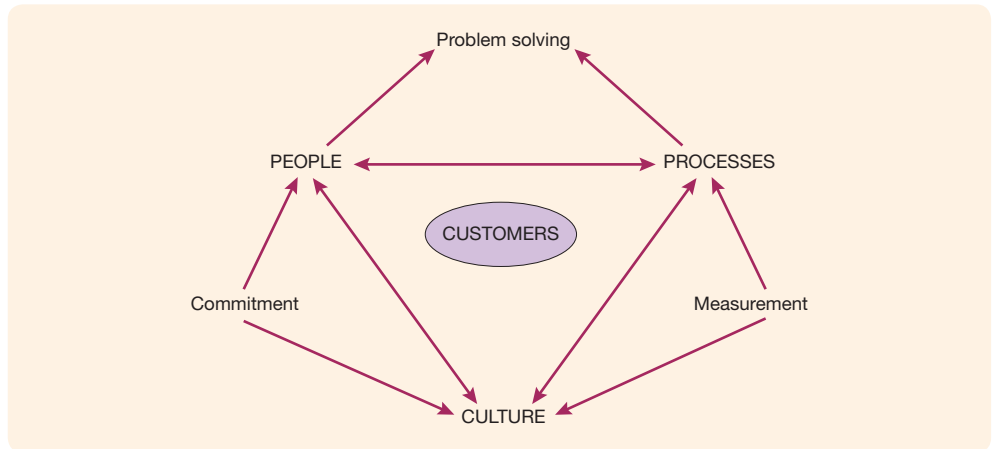 Problem solving
PEOPLE
PROCESSES
CUSTOMERS
Commitment
Measurement
CULTURE